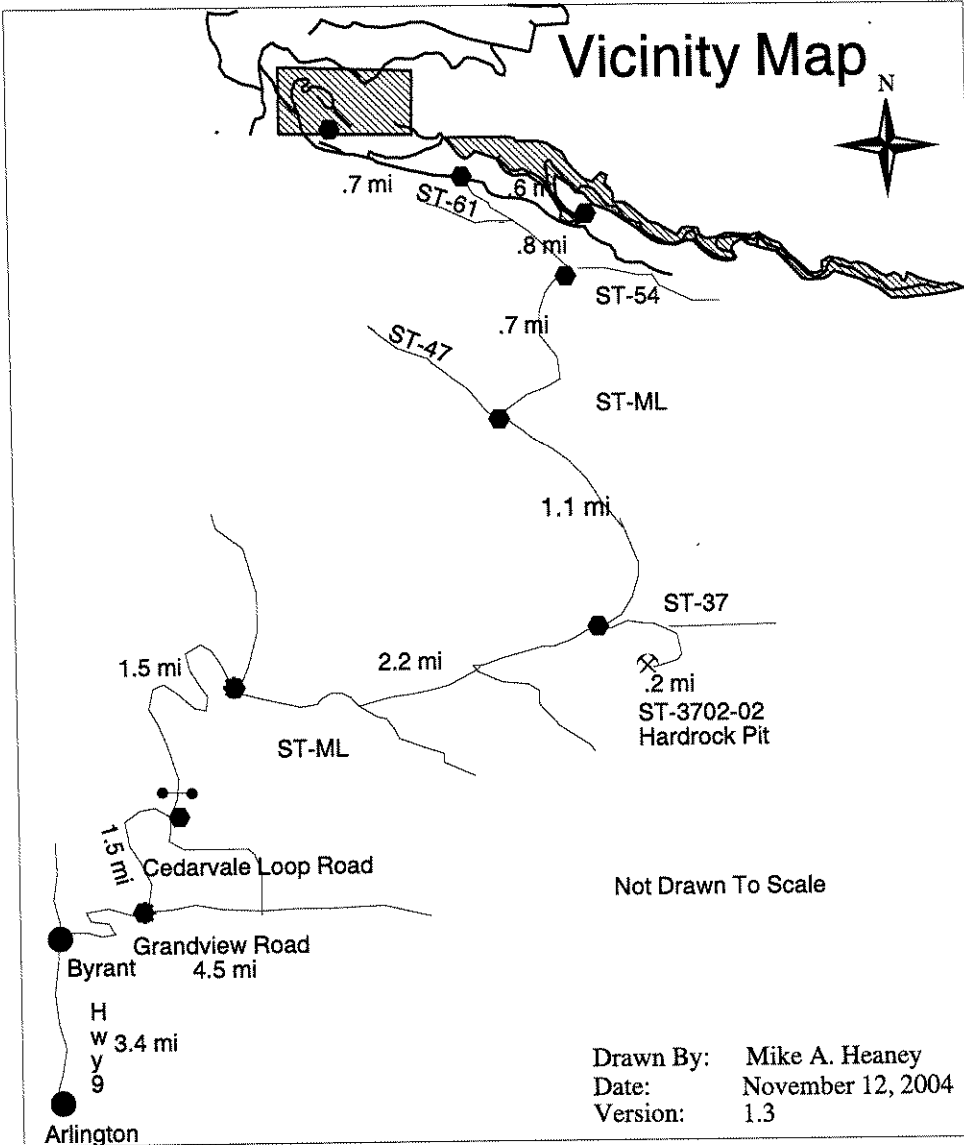 Vicinity Map
N
.7 mi
ST-61
.6 mi
.8 mi
ST-54
.7 mi
ST-47
ST-ML
1.1 mi
ST-37
1.5 mi
2.2 mi
.2 mi
ST-3702-02
Hardrock Pit
ST-ML
1.5 mi
Cedarvale Loop Road
Not Drawn To Scale
Grandview Road
4.5 mi
Byrant
Hwy 9
3.4 mi
Arlington
Drawn By: Mike A. Heaney
Date: November 12, 2004
Version: 1.3